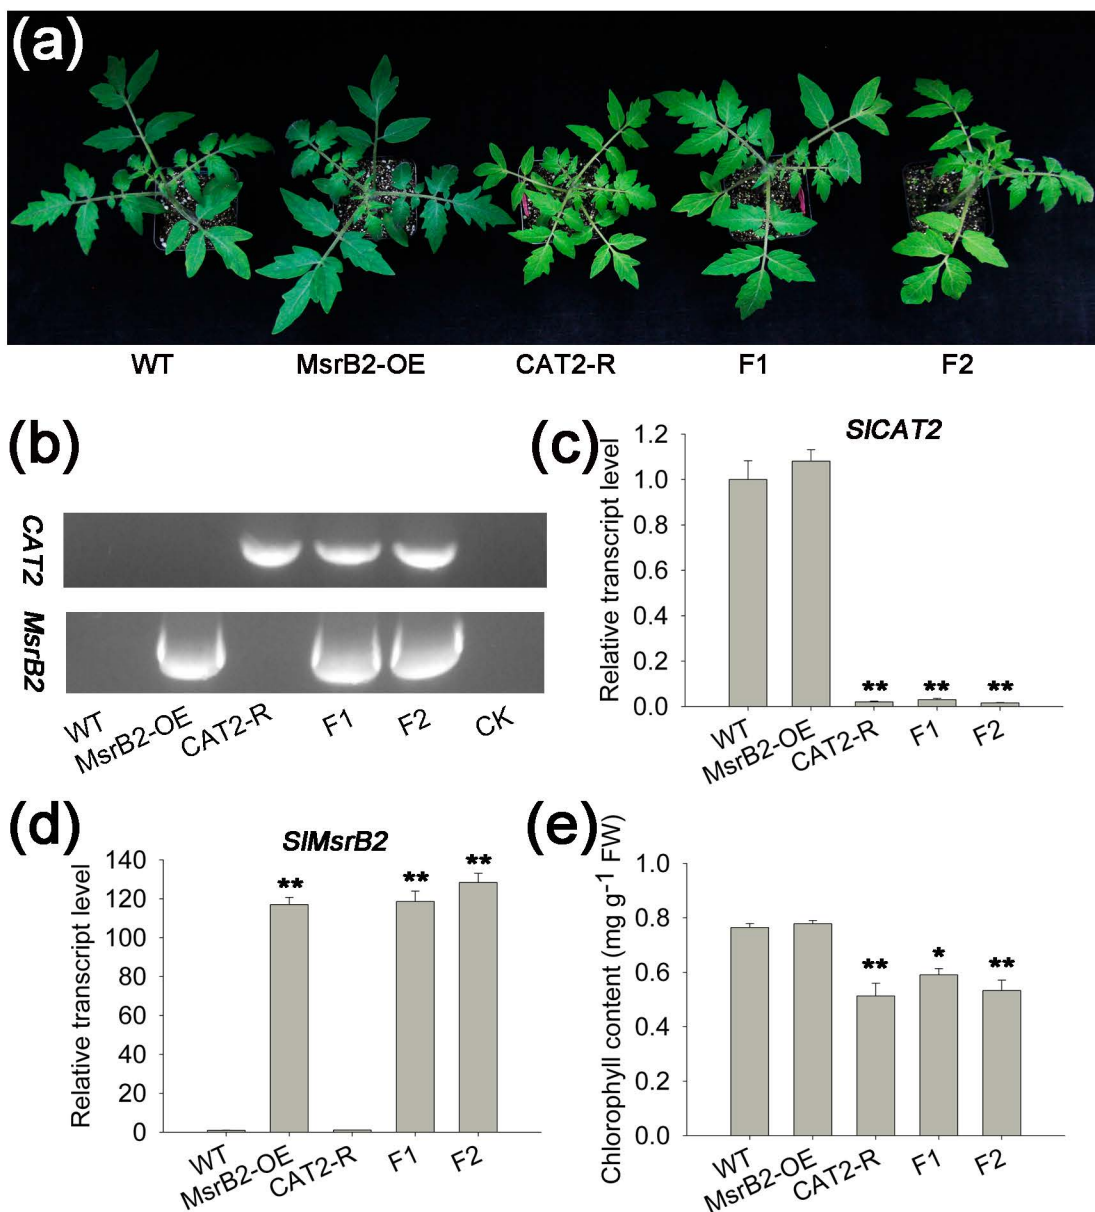 (a)
WT MsrB2-OE CAT2-R F1 F2
(b)
CAT2
MsrB2
WT MsrB2-OE CAT2-R F1 F2 CK
(c)
SlCAT2
Relative transcript level
1.2
1.0
0.8
0.6
0.4
0.2
0.0
** ** **
WT MsrB2-OE CAT2-R F1 F2
(d)
SlMsrB2
Relative transcript level
140
120
100
80
60
40
20
0
** ** **
WT MsrB2-OE CAT2-R F1 F2
(e)
Chlorophyll content (mg g-1 FW)
1.0
0.8
0.6
0.4
0.2
0.0
** * **
WT MsrB2-OE CAT2-R F1 F2